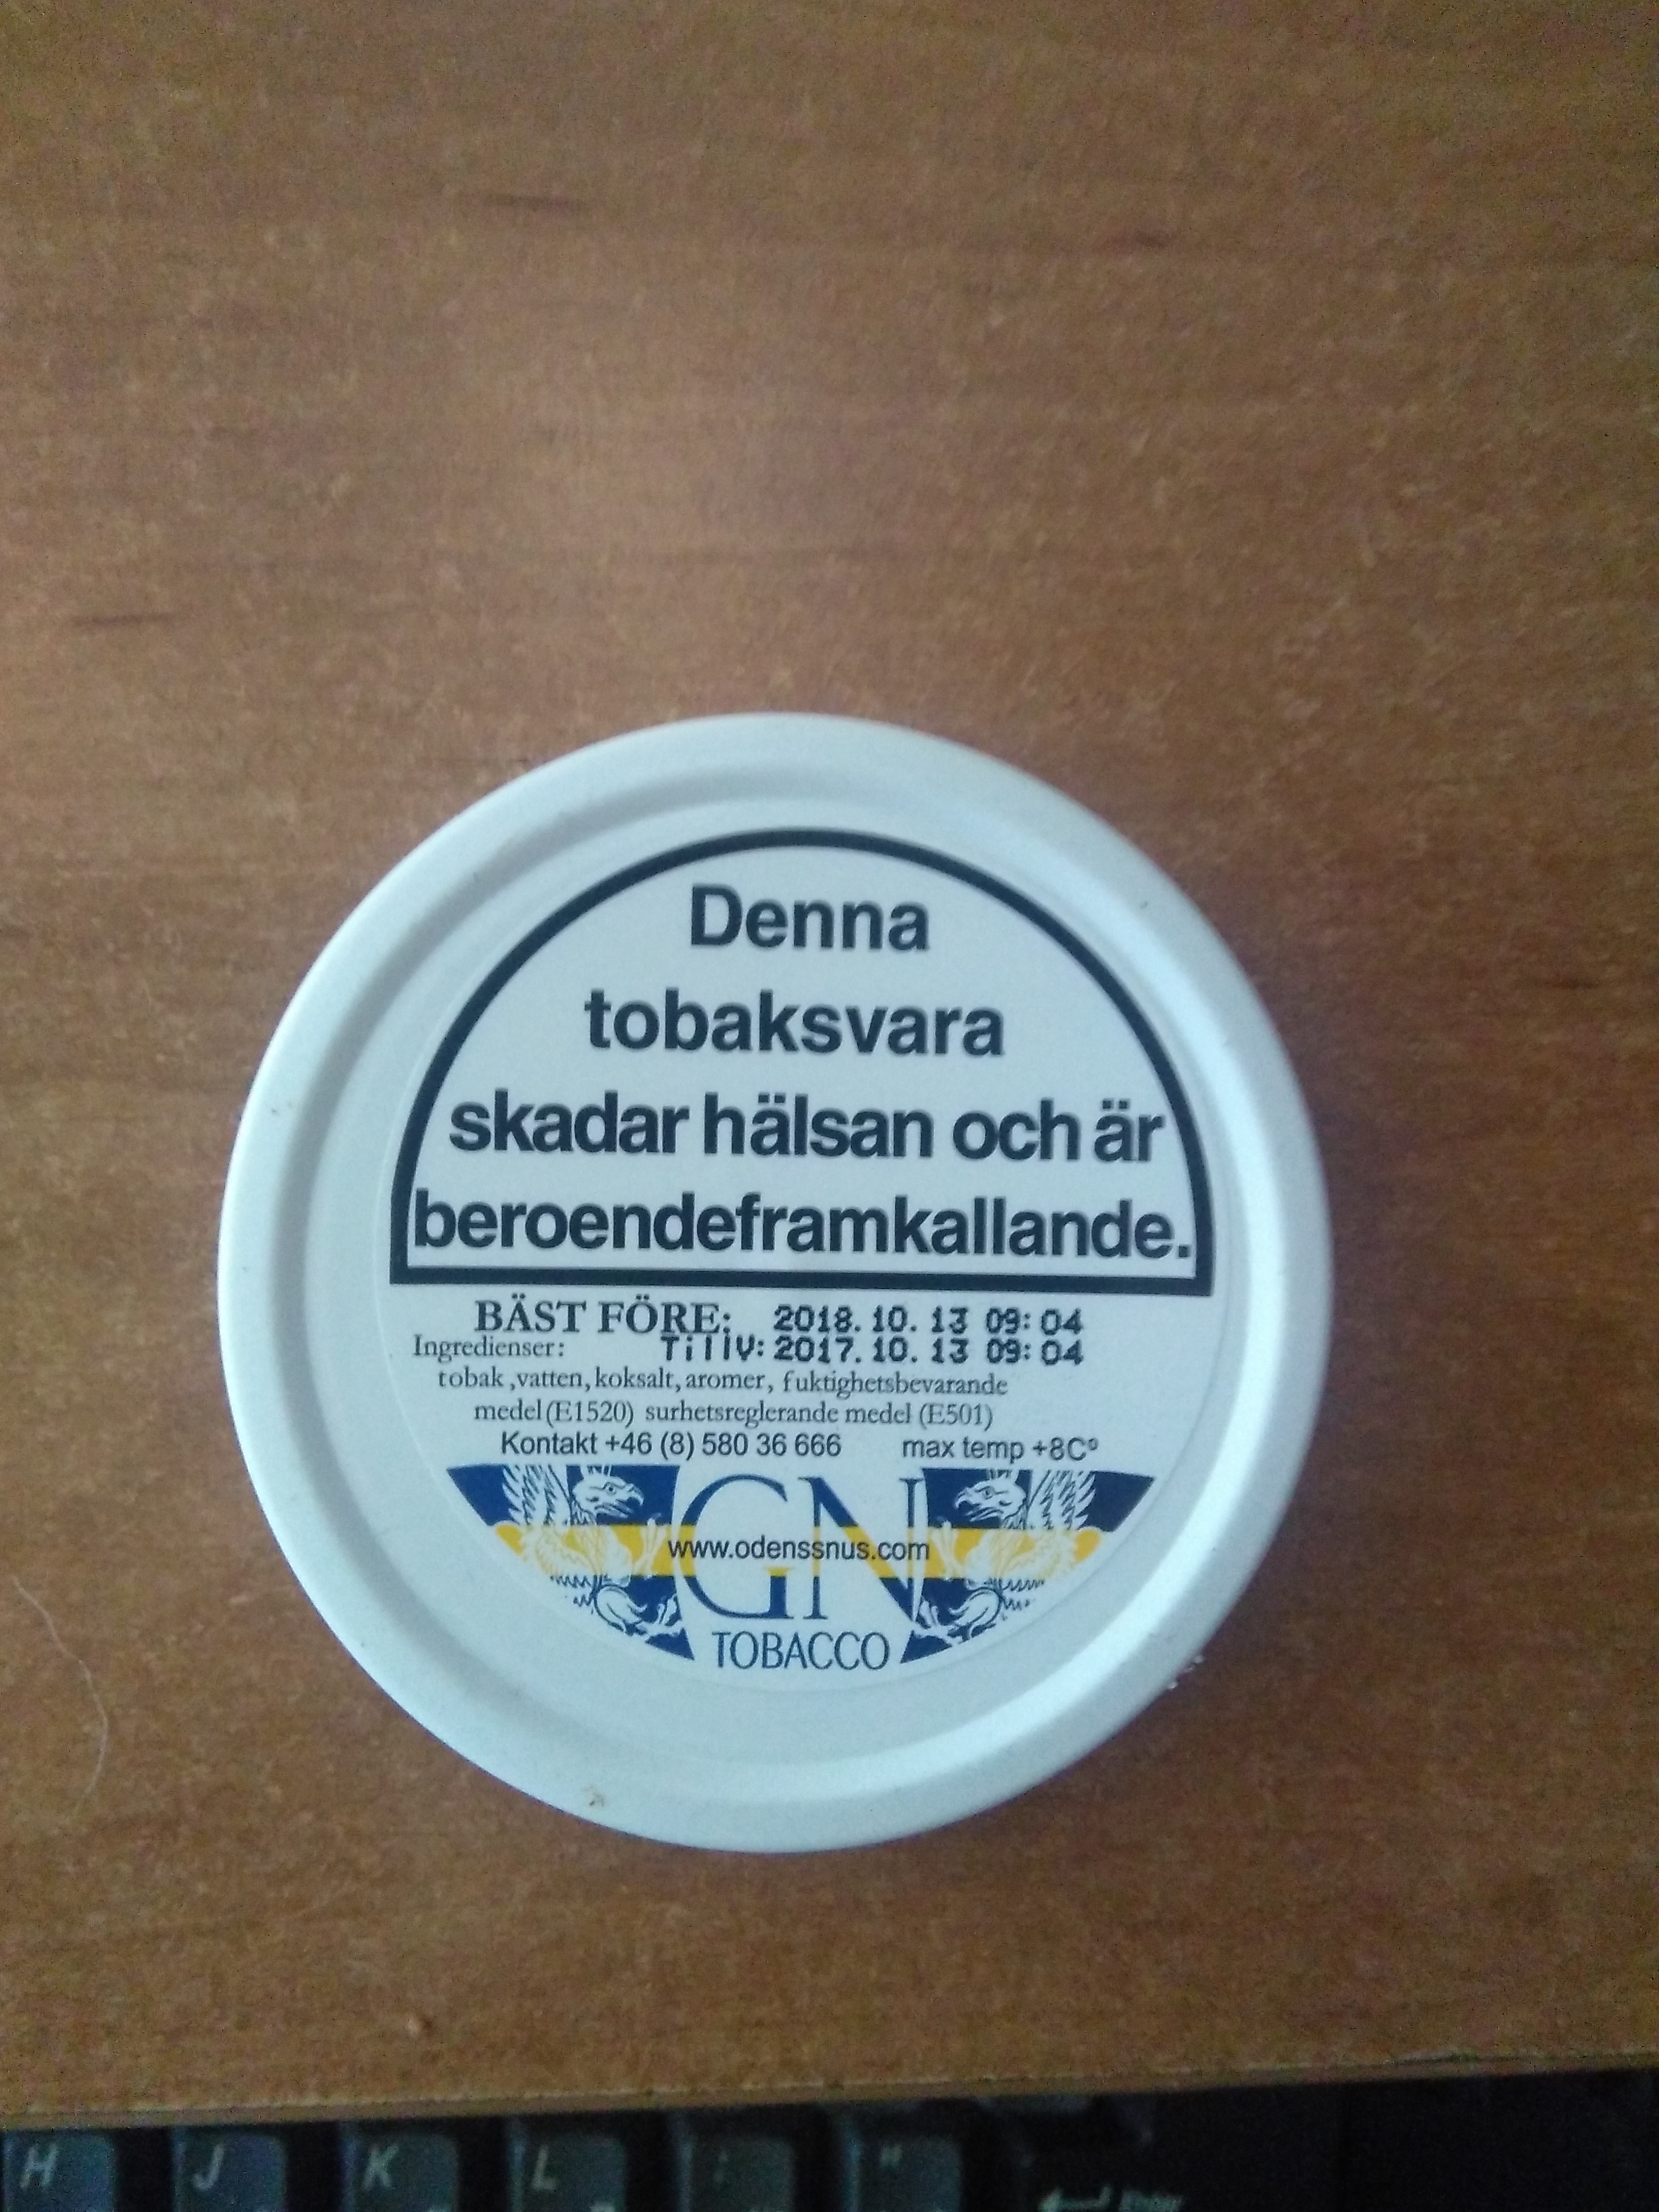 Denna
tobaksvara
skadar hälsan och är
beroendeframkallande.
BÄST FÖRE: 2018.10.13 09:04
Ingredienser: TillV: 2017.10.13 09:04
tobak ,vatten, koksalt, aromer, fuktighetsbevarande
medel (E1520) surhetsreglerande medel (E501)
Kontakt +46 (8) 580 36 666 max temp +8C°
GN
www.odenssnus.com
TOBACCO
H J K L : "
Enter